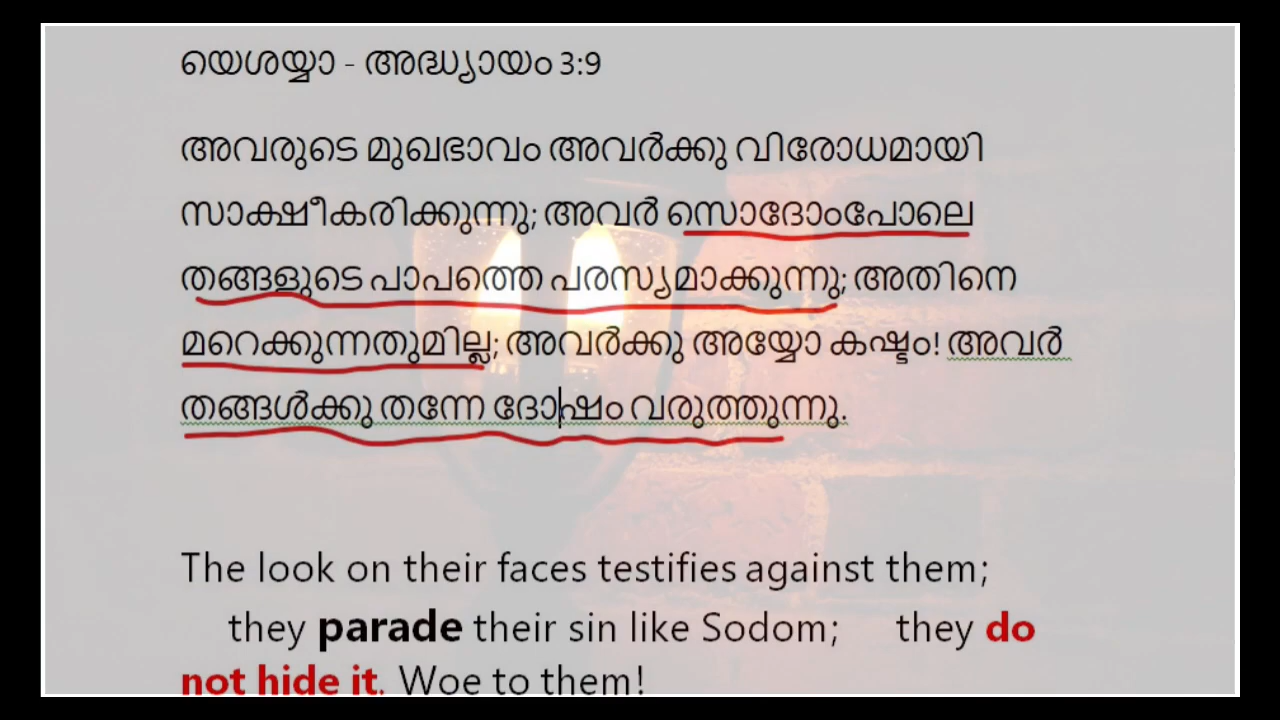 യെശയ്യാ - അദ്ധ്യായം 3:9
അവരുടെ മുഖഭാവം അവർക്കു വിരോധമായി
സാക്ഷീകരിക്കുന്നു; അവർ സൊദോംപോലെ
തങ്ങളുടെ പാപത്തെ പരസ്യമാക്കുന്നു; അതിനെ
മറെക്കുന്നതുമില്ല; അവർക്കു അയ്യോ കഷ്ടം! അവർ
തങ്ങൾക്കു തന്നേ ദോഷം വരുത്തുന്നു.
The look on their faces testifies against them;
they parade their sin like Sodom; they do
not hide it. Woe to them!